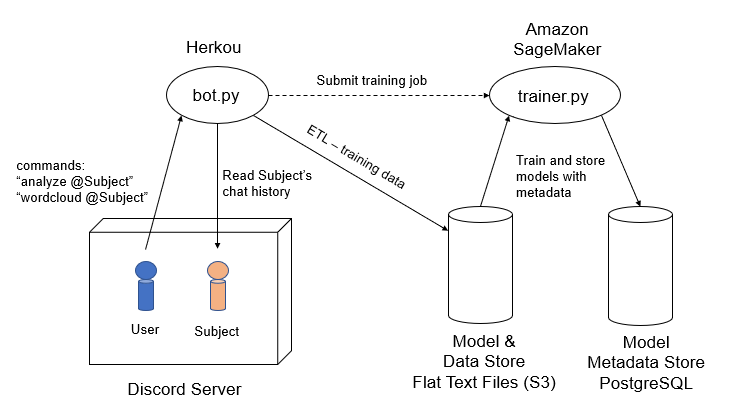 Amazon
SageMaker
Herkou
bot.py
Submit training job
trainer.py
ETL – training data
commands:
“analyze @Subject”
“wordcloud @Subject”
Read Subject’s
chat history
Train and store
models with
metadata
User
Subject
Discord Server
Model &
Data Store
Flat Text Files (S3)
Model
Metadata Store
PostgreSQL